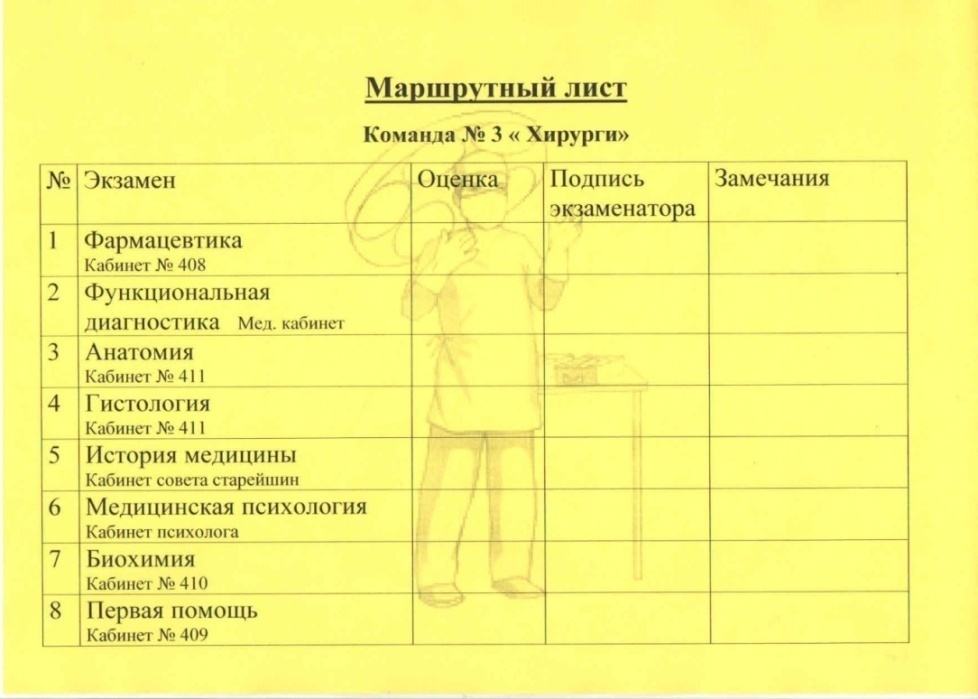 Маршрутный лист
Команда № 3 « Хирурги»
№ Экзамен Оценка Подпись экзаменатора Замечания
1 Фармацевтика
Кабинет № 408
2 Функциональная
диагностика Мед. кабинет
3 Анатомия
Кабинет № 411
4 Гистология
Кабинет № 411
5 История медицины
Кабинет совета старейшин
6 Медицинская психология
Кабинет психолога
7 Биохимия
Кабинет № 410
8 Первая помощь
Кабинет № 409